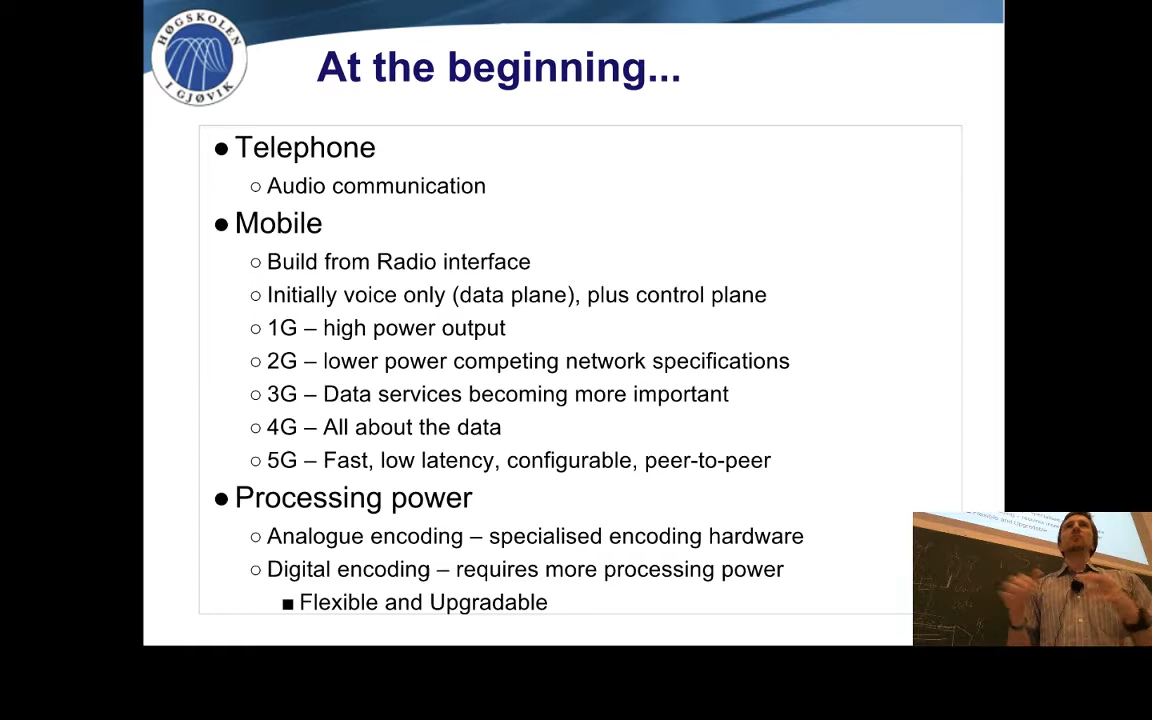 HØGSKOLEN
I GJØVIK
At the beginning...
● Telephone
○ Audio communication
● Mobile
○ Build from Radio interface
○ Initially voice only (data plane), plus control plane
○ 1G – high power output
○ 2G – lower power competing network specifications
○ 3G – Data services becoming more important
○ 4G – All about the data
○ 5G – Fast, low latency, configurable, peer-to-peer
● Processing power
○ Analogue encoding – specialised encoding hardware
○ Digital encoding – requires more processing power
■ Flexible and Upgradable
Flexible and Upgradable